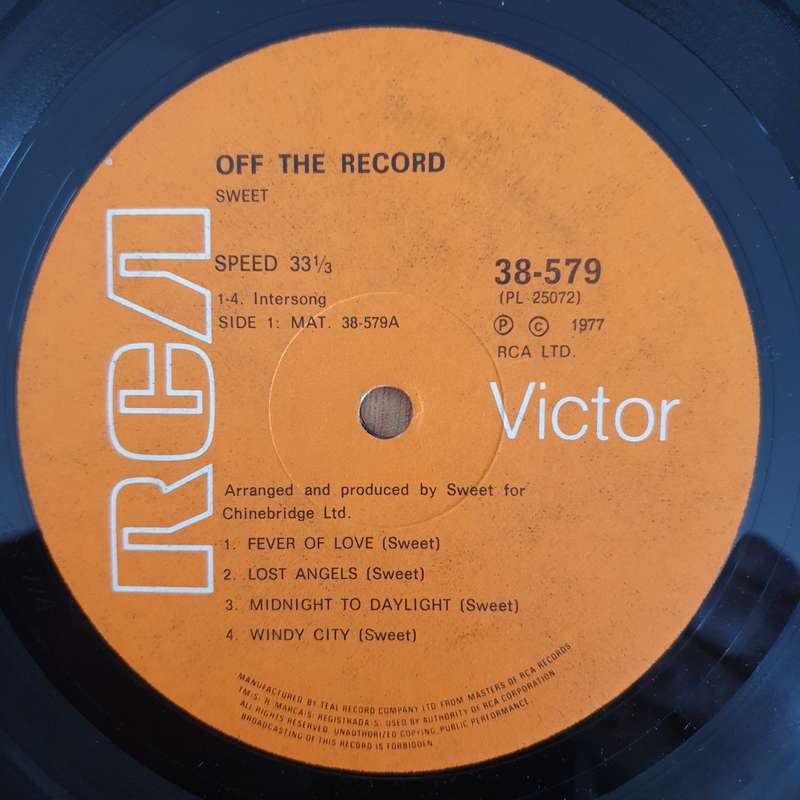 OFF THE RECORD
SWEET
RCA
SPEED 33⅓
38-579
(PL 25072)
1-4. Intersong
SIDE 1: MAT. 38-579A
Ⓟ © 1977
RCA LTD.
Victor
Arranged and produced by Sweet for
Chinebridge Ltd.
1. FEVER OF LOVE (Sweet)
2. LOST ANGELS (Sweet)
3. MIDNIGHT TO DAYLIGHT (Sweet)
4. WINDY CITY (Sweet)
MANUFACTURED BY TEAL RECORD COMPANY LTD FROM MASTERS OF RCA RECORDS
TM(S) ® MARCA(S) REGISTRADA(S). USED BY AUTHORITY OF RCA CORPORATION.
ALL RIGHTS RESERVED. UNAUTHORIZED COPYING, PUBLIC PERFORMANCE,
BROADCASTING OF THIS RECORD IS FORBIDDEN.